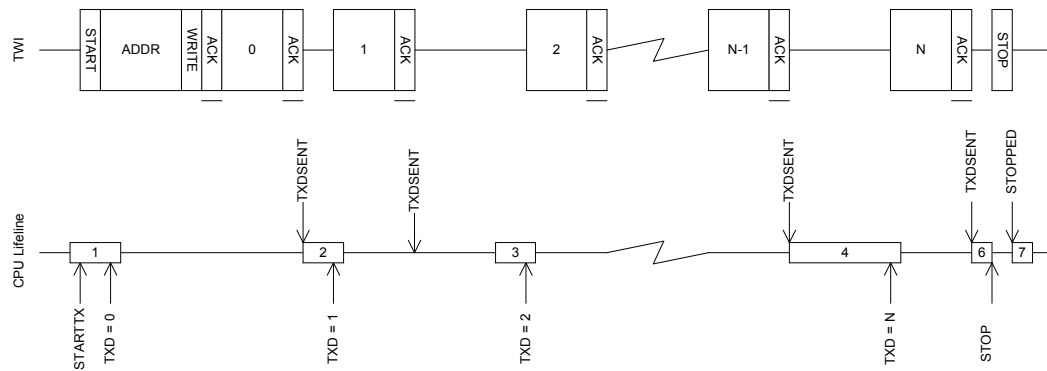 TWI
START ADDR WRITE ACK 0 ACK 1 ACK 2 ACK N-1 ACK N ACK STOP
TXDSENT TXDSENT TXDSENT TXDSENT STOPPED
CPU Lifeline
1 2 3 4 6 7
STARTTX TXD = 0 TXD = 1 TXD = 2 TXD = N STOP